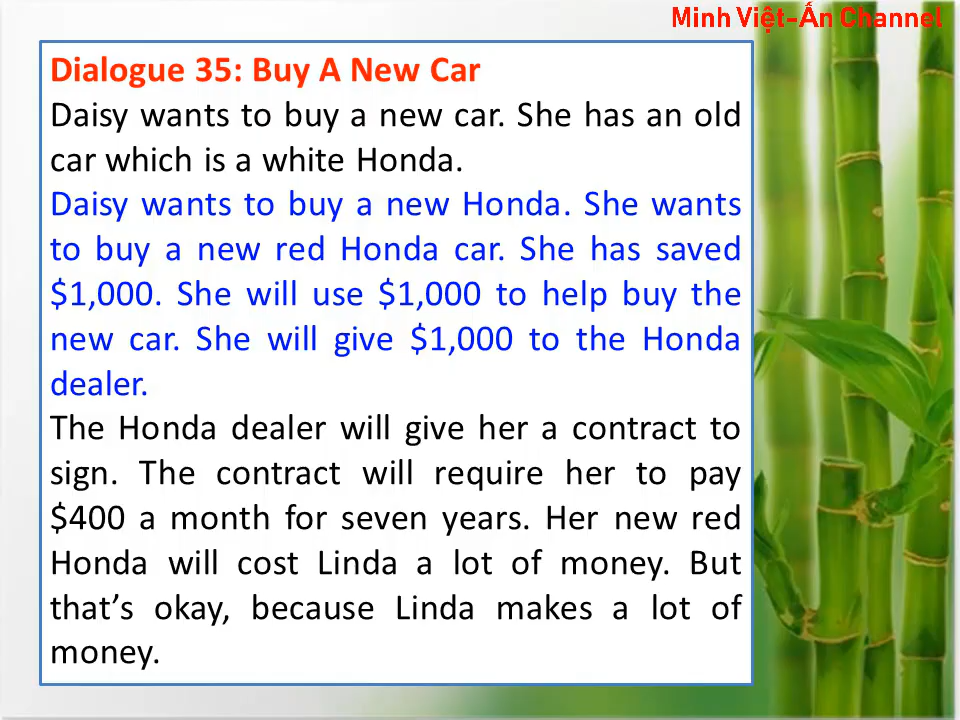 Minh Việt-Ấn Channel
Dialogue 35: Buy A New Car
Daisy wants to buy a new car. She has an old
car which is a white Honda.
Daisy wants to buy a new Honda. She wants
to buy a new red Honda car. She has saved
$1,000. She will use $1,000 to help buy the
new car. She will give $1,000 to the Honda
dealer.
The Honda dealer will give her a contract to
sign. The contract will require her to pay
$400 a month for seven years. Her new red
Honda will cost Linda a lot of money. But
that’s okay, because Linda makes a lot of
money.